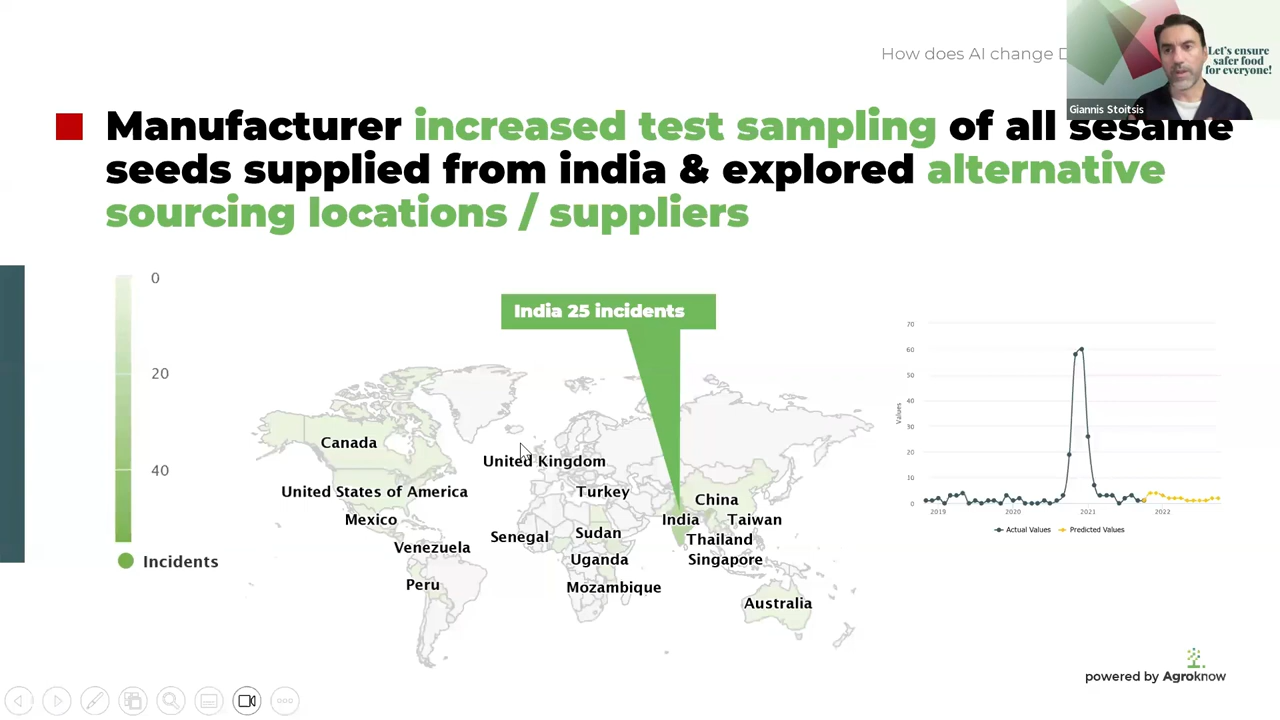 How does AI change D
Let's ensure
safer food
for everyone!
Giannis Stoitsis
Manufacturer increased test sampling of all sesame
seeds supplied from india & explored alternative
sourcing locations / suppliers
0
20
40
Incidents
India 25 incidents
Canada
United Kingdom
United States of America
Turkey
China
Mexico
India
Taiwan
Senegal
Sudan
Thailand
Venezuela
Uganda
Singapore
Peru
Mozambique
Australia
70
60
50
40
30
20
10
0
Values
2019
2020
2021
2022
Actual Values
Predicted Values
powered by Agroknow